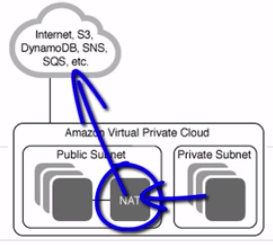 Internet, S3,
DynamoDB, SNS,
SQS, etc.
Amazon Virtual Private Cloud
Public Subnet
Private Subnet
NAT